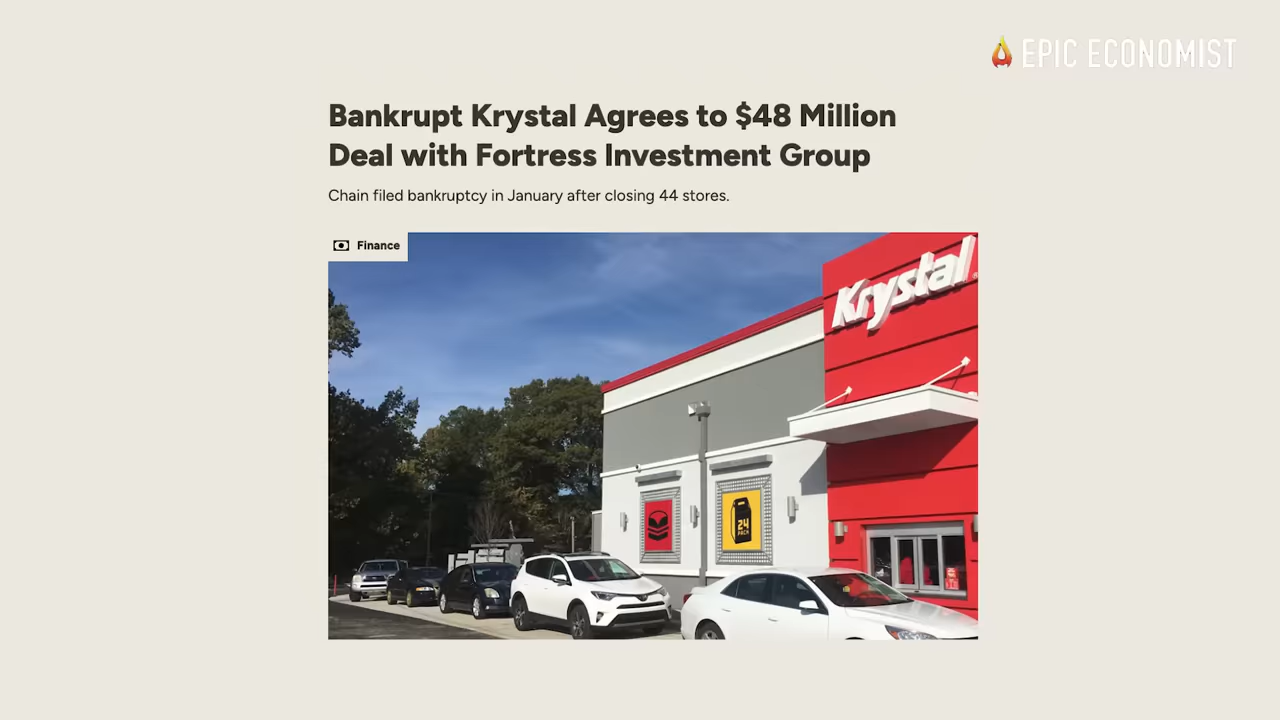 EPIC ECONOMIST
Bankrupt Krystal Agrees to $48 Million
Deal with Fortress Investment Group
Chain filed bankruptcy in January after closing 44 stores.
Finance
Krystal
24
PACK